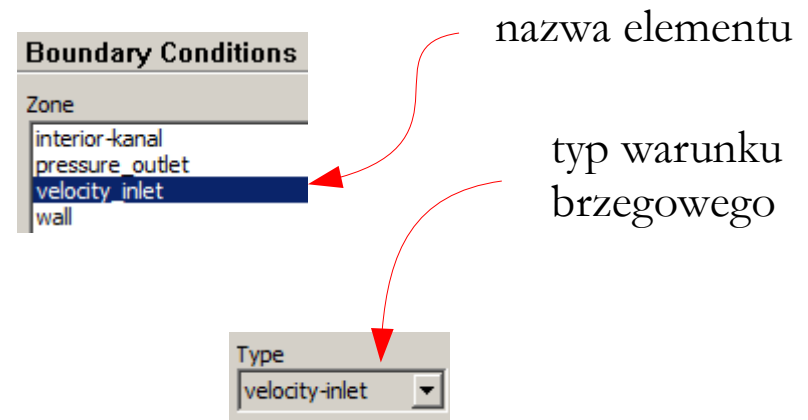 nazwa elementu
Boundary Conditions
Zone
interior-kanal
pressure_outlet
velocity_inlet
wall
typ warunku
brzegowego
Type
velocity-inlet